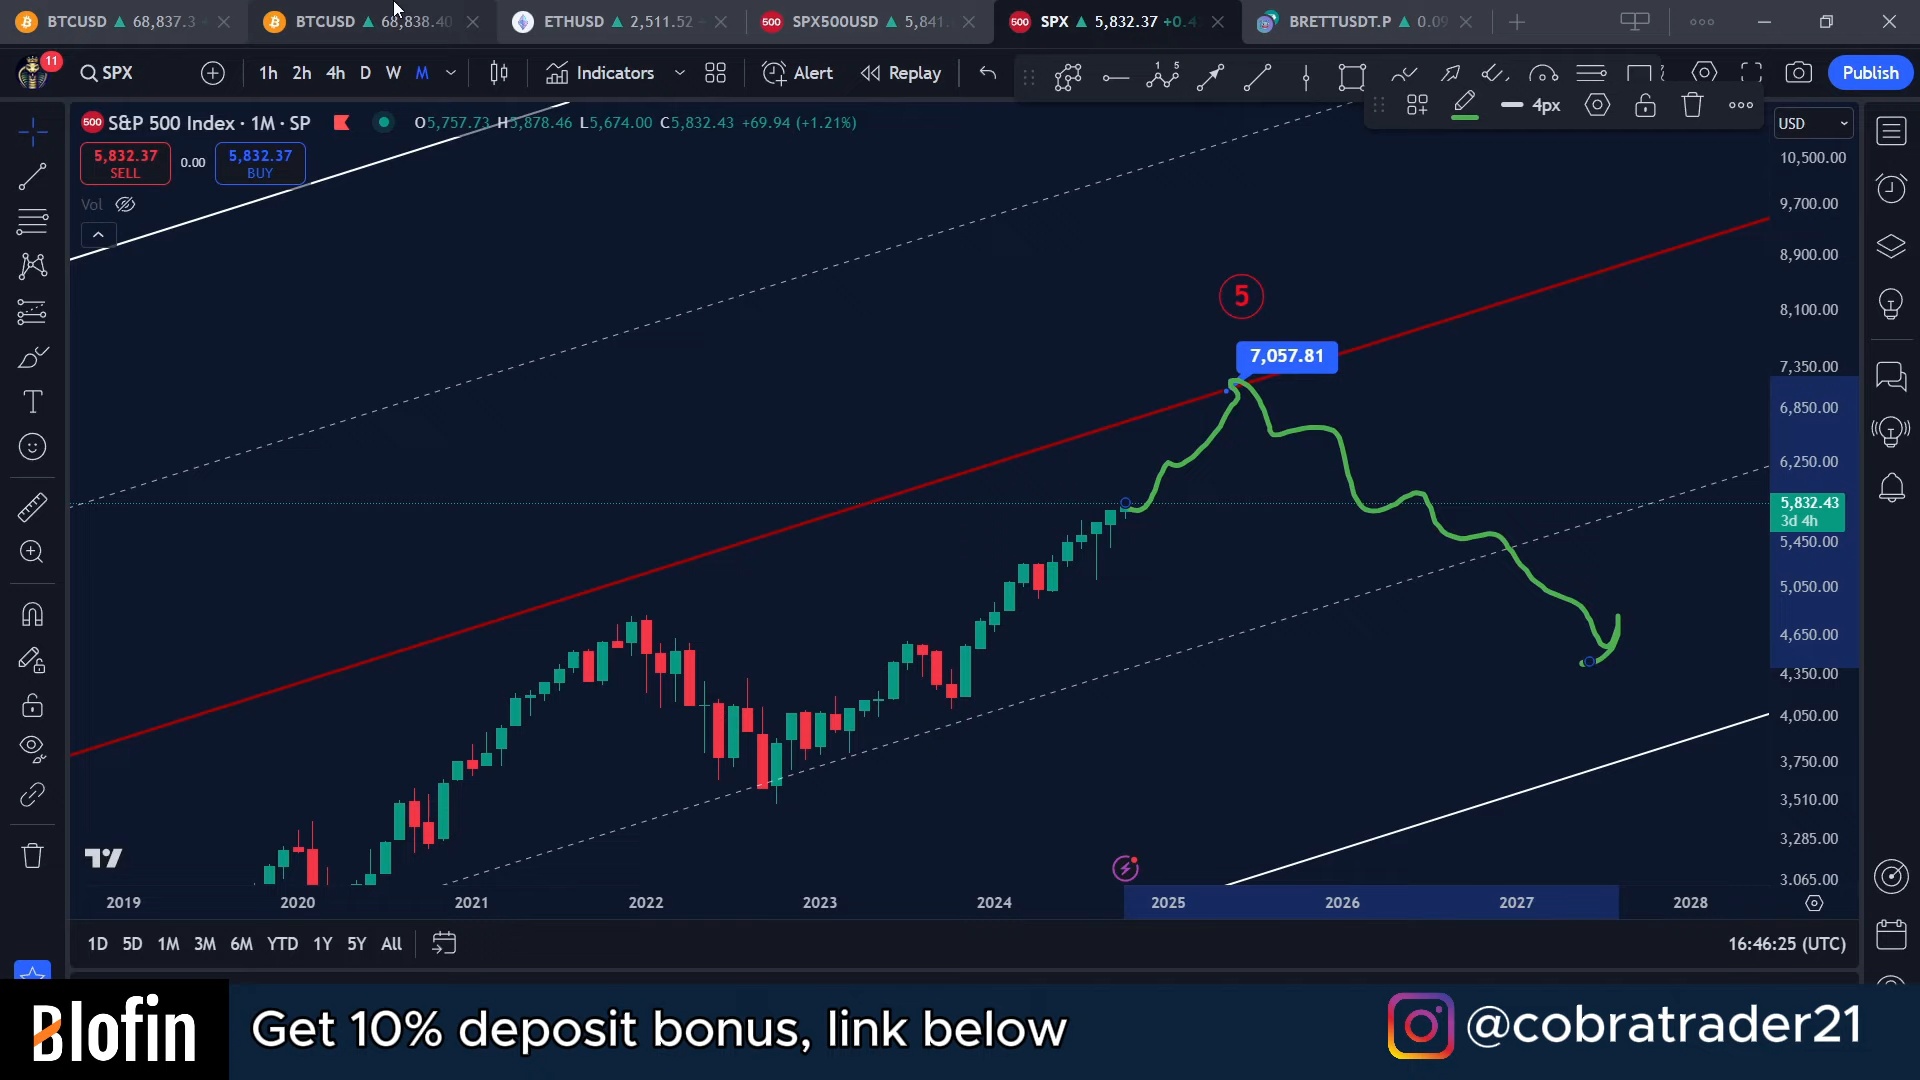 BTCUSD ▲ 68,837.3
BTCUSD ▲ 68,838.40
ETHUSD ▲ 2,511.52
500 SPX500USD ▲ 5,841.
500 SPX ▲ 5,832.37 +0.4
BRETTUSDT.P ▲ 0.09
11
SPX
1h 2h 4h D W M
Indicators
Alert
Replay
Publish
4px
500 S&P 500 Index · 1M · SP
O5,757.73 H5,878.46 L5,674.00 C5,832.43 +69.94 (+1.21%)
USD
5,832.37
SELL
0.00
5,832.37
BUY
Vol
10,500.00
9,700.00
8,900.00
8,100.00
7,350.00
6,850.00
6,250.00
5,832.43
3d 4h
5,450.00
5,050.00
4,650.00
4,350.00
4,050.00
3,750.00
3,510.00
3,285.00
3.065.00
5
7,057.81
2019 2020 2021 2022 2023 2024 2025 2026 2027 2028
1D 5D 1M 3M 6M YTD 1Y 5Y All
16:46:25 (UTC)
Blofin
Get 10% deposit bonus, link below
@cobratrader21